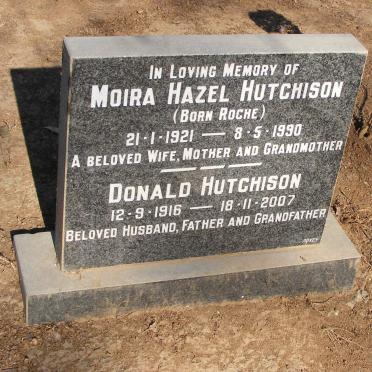 In Loving Memory of
Moira Hazel Hutchison
(Born Roche)
21-1-1921 — 8-5-1990
A beloved Wife, Mother and Grandmother
Donald Hutchison
12-9-1916 — 18-11-2007
Beloved Husband, Father and Grandfather